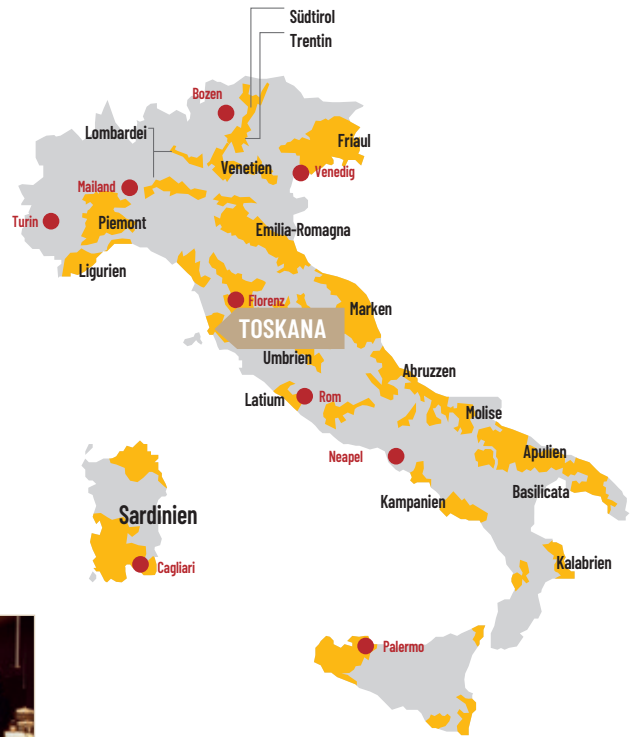 Südtirol
Trentin
Bozen
Lombardei
Friaul
Venetien
Venedig
Mailand
Turin
Piemont
Emilia-Romagna
Ligurien
Florenz
Marken
TOSKANA
Umbrien
Abruzzen
Latium
Rom
Molise
Neapel
Apulien
Basilicata
Kampanien
Sardinien
Kalabrien
Cagliari
Palermo